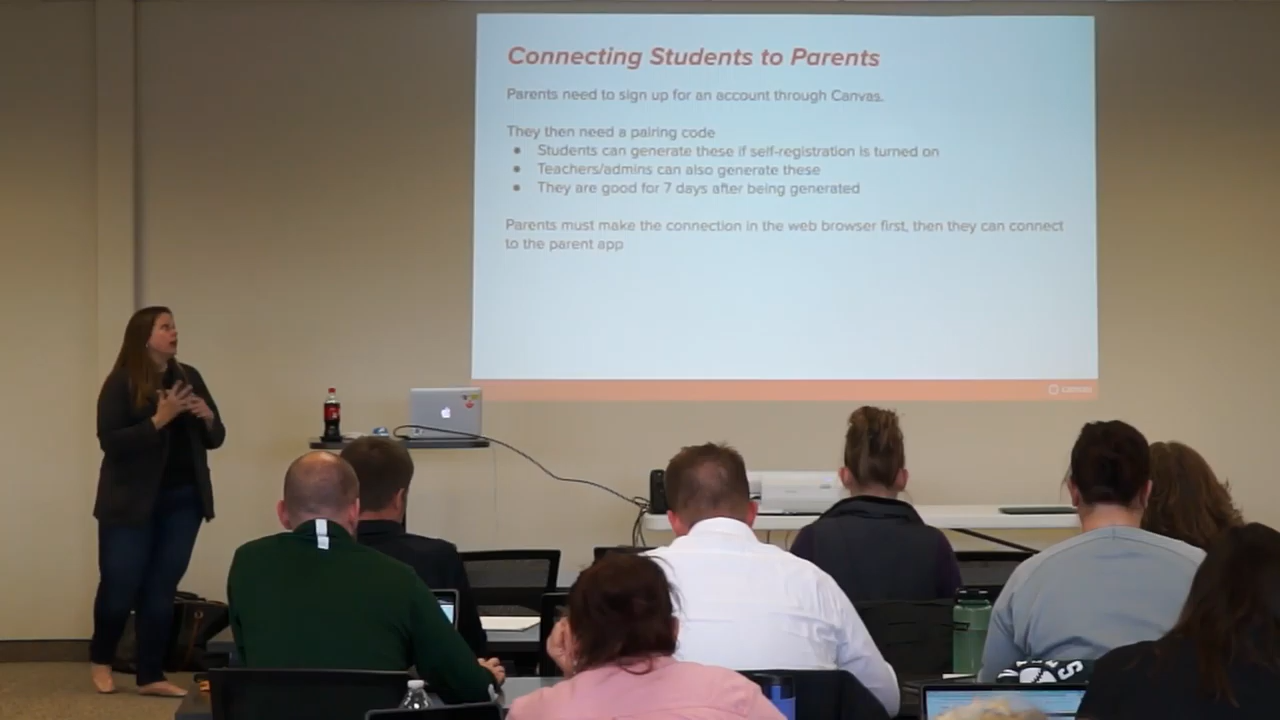 Connecting Students to Parents
Parents need to sign up for an account through Canvas.
They then need a pairing code
● Students can generate these if self-registration is turned on
● Teachers/admins can also generate these
● They are good for 7 days after being generated
Parents must make the connection in the web browser first, then they can connect
to the parent app